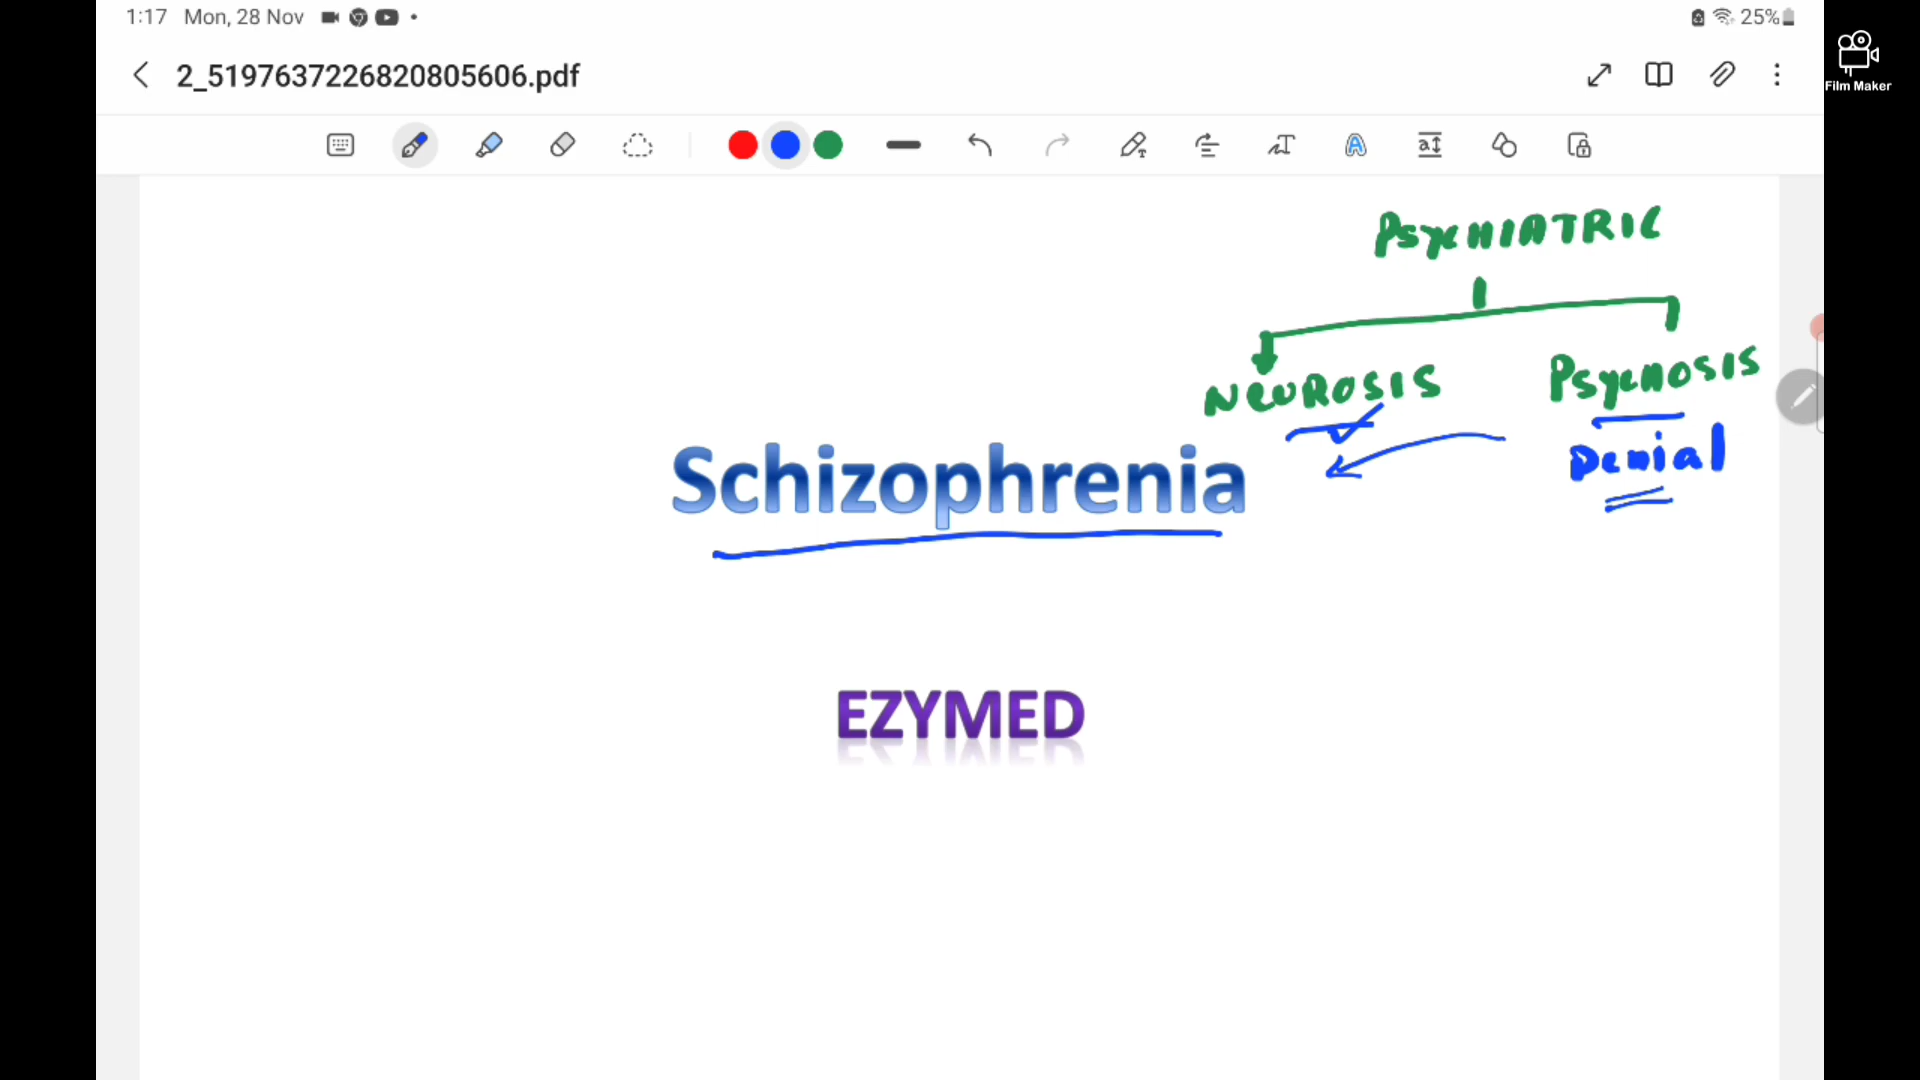 1:17 Mon, 28 Nov
25%
Film Maker
2_5197637226820805606.pdf
PSYCHIATRIC
NEUROSIS PSYCHOSIS
Denial
Schizophrenia
EZYMED